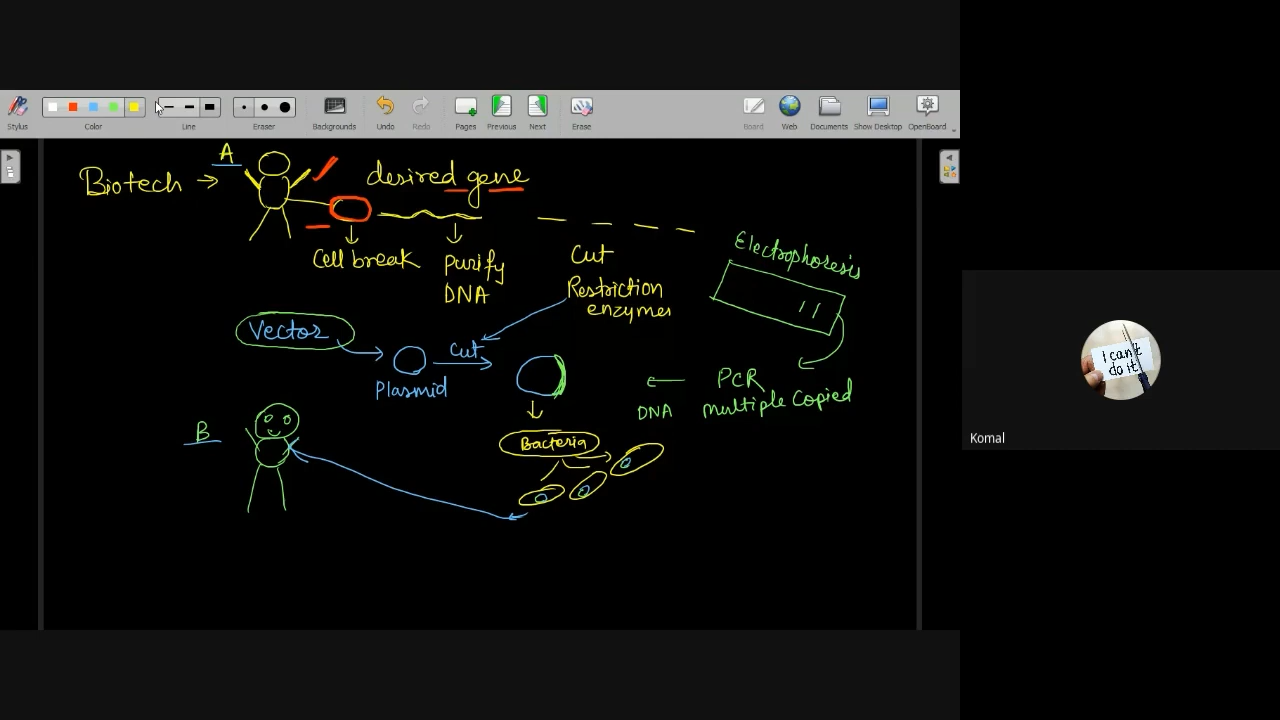 Stylus
Color
Line
Eraser
Backgrounds
Undo
Redo
Pages
Previous
Next
Erase
Board
Web
Documents
Show Desktop
OpenBoard
A
Biotech →
desired gene
Electrophoresis
Cell break
Purify
DNA
Cut
Restriction
enzymes
Vector
Cut
Plasmid
PCR
multiple copied
DNA
B
Bacteria
I can't
do it
Komal